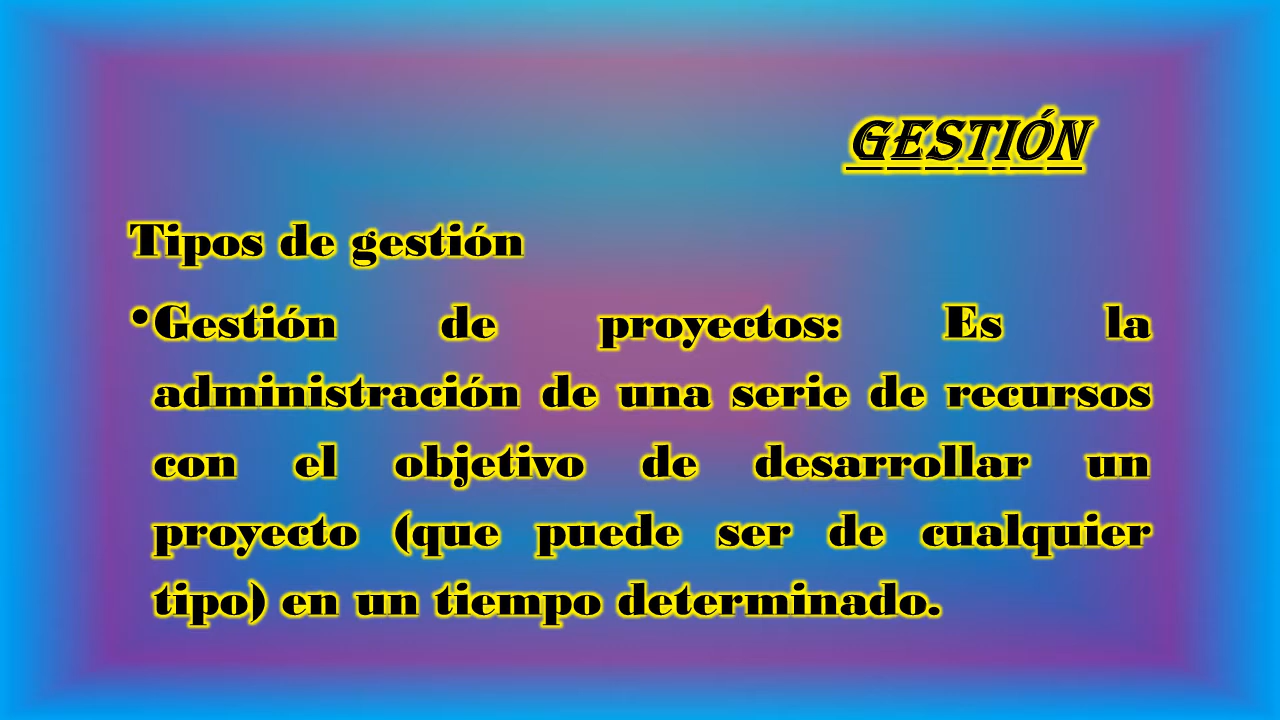 GESTIÓN
Tipos de gestión
•Gestión de proyectos: Es la
administración de una serie de recursos
con el objetivo de desarrollar un
proyecto (que puede ser de cualquier
tipo) en un tiempo determinado.